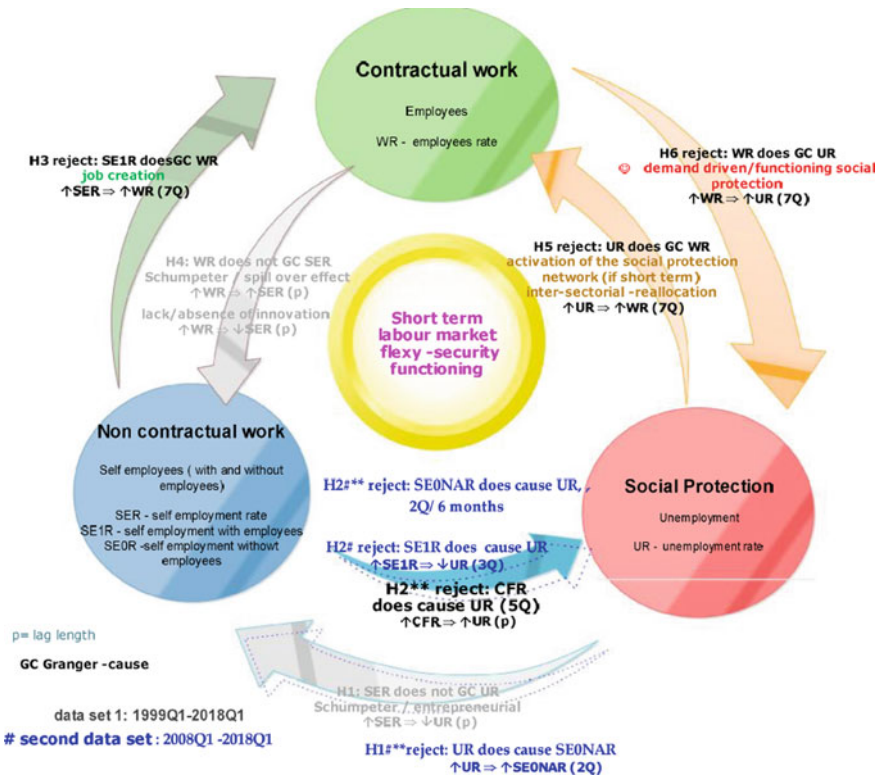 Contractual work
Employees
WR - employees rate
H3 reject: SE1R doesGC WR
job creation
↑SER ⇒ ↑WR (7Q)
H6 reject: WR does GC UR
☺ demand driven/functioning social
protection
↑WR ⇒ ↑UR (7Q)
H4: WR does not GC SER
Schumpeter / spill over effect
↑WR ⇒ ↑SER (p)
lack/absence of innovation
↑WR ⇒ ↓SER (p)
H5 reject: UR does GC WR
activation of the social protection
network (if short term)
inter-sectorial -reallocation
↑UR ⇒ ↑WR (7Q)
Short term
labour market
flexy -security
functioning
Non contractual work
Self employees ( with and without
employees)
SER - self employment rate
SE1R - self employment with employees
SE0R -self employment withowt
employees
H2#** reject: SE0NAR does cause UR,
2Q/ 6 months
H2# reject: SE1R does cause UR
↑SE1R ⇒ ↓UR (3Q)
H2** reject: CFR
does cause UR (5Q)
↑CFR ⇒ ↑UR (p)
Social Protection
Unemployment
UR - unemployment rate
p= lag length
GC Granger -cause
H1: SER does not GC UR
Schumpeter / entrepreneurial
↑SER ⇒ ↓UR (p)
data set 1: 1999Q1-2018Q1
# second data set : 2008Q1 -2018Q1
H1#**reject: UR does cause SE0NAR
↑UR ⇒ ↑SE0NAR (2Q)